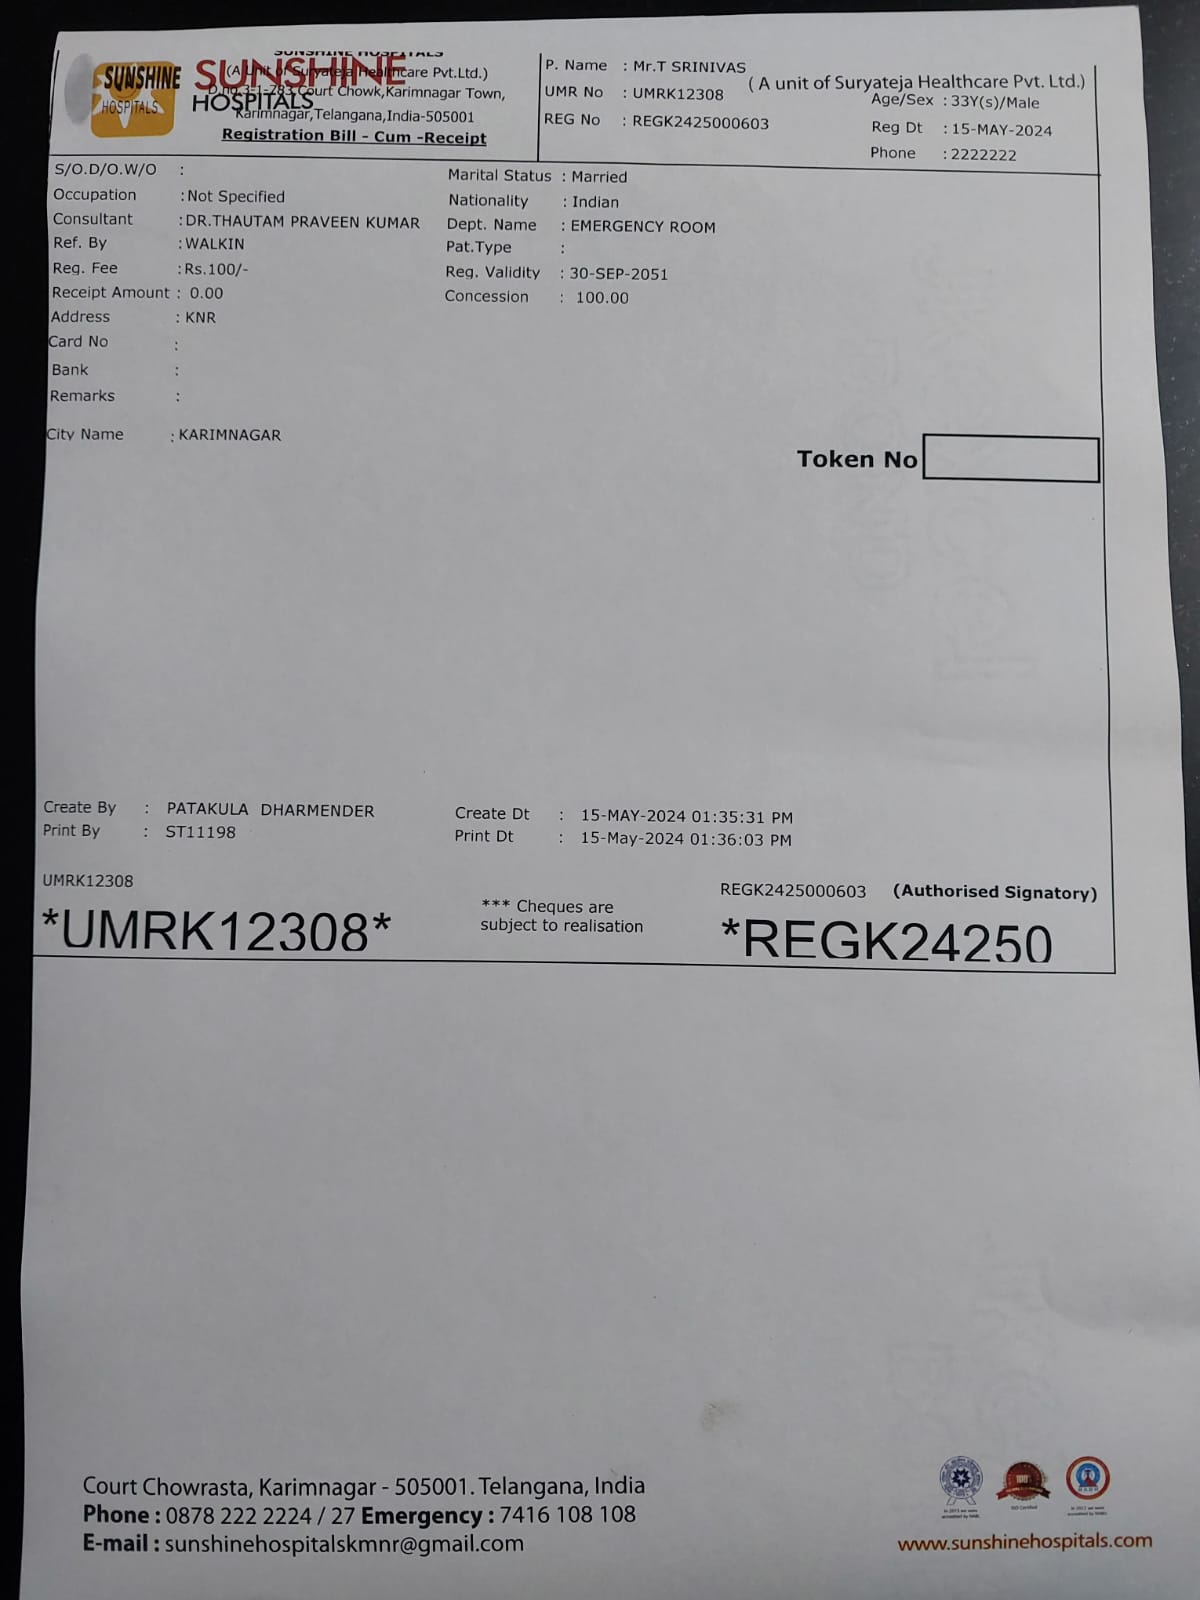 SUNSHINE HOSPITALS
SUNSHINE
HOSPITALS
SUNSHINE
HOSPITALS
(A Unit of Suryateja Healthcare Pvt.Ltd.)
D.no.3-1-783,Court Chowk,Karimnagar Town,
Karimnagar,Telangana,India-505001
Registration Bill - Cum -Receipt
P. Name : Mr.T SRINIVAS
( A unit of Suryateja Healthcare Pvt. Ltd.)
UMR No : UMRK12308
Age/Sex : 33Y(s)/Male
REG No : REGK2425000603
Reg Dt : 15-MAY-2024
Phone : 2222222
S/O.D/O.W/O :
Marital Status : Married
Occupation : Not Specified
Nationality : Indian
Consultant : DR.THAUTAM PRAVEEN KUMAR
Dept. Name : EMERGENCY ROOM
Ref. By : WALKIN
Pat.Type :
Reg. Fee : Rs.100/-
Reg. Validity : 30-SEP-2051
Receipt Amount : 0.00
Concession : 100.00
Address : KNR
Card No :
Bank :
Remarks :
City Name : KARIMNAGAR
Token No
Create By : PATAKULA DHARMENDER
Create Dt : 15-MAY-2024 01:35:31 PM
Print By : ST11198
Print Dt : 15-May-2024 01:36:03 PM
UMRK12308
REGK2425000603 (Authorised Signatory)
*UMRK12308*
*** Cheques are
subject to realisation
*REGK24250
Court Chowrasta, Karimnagar - 505001. Telangana, India
Phone : 0878 222 2224 / 27 Emergency : 7416 108 108
E-mail : sunshinehospitalskmnr@gmail.com
www.sunshinehospitals.com